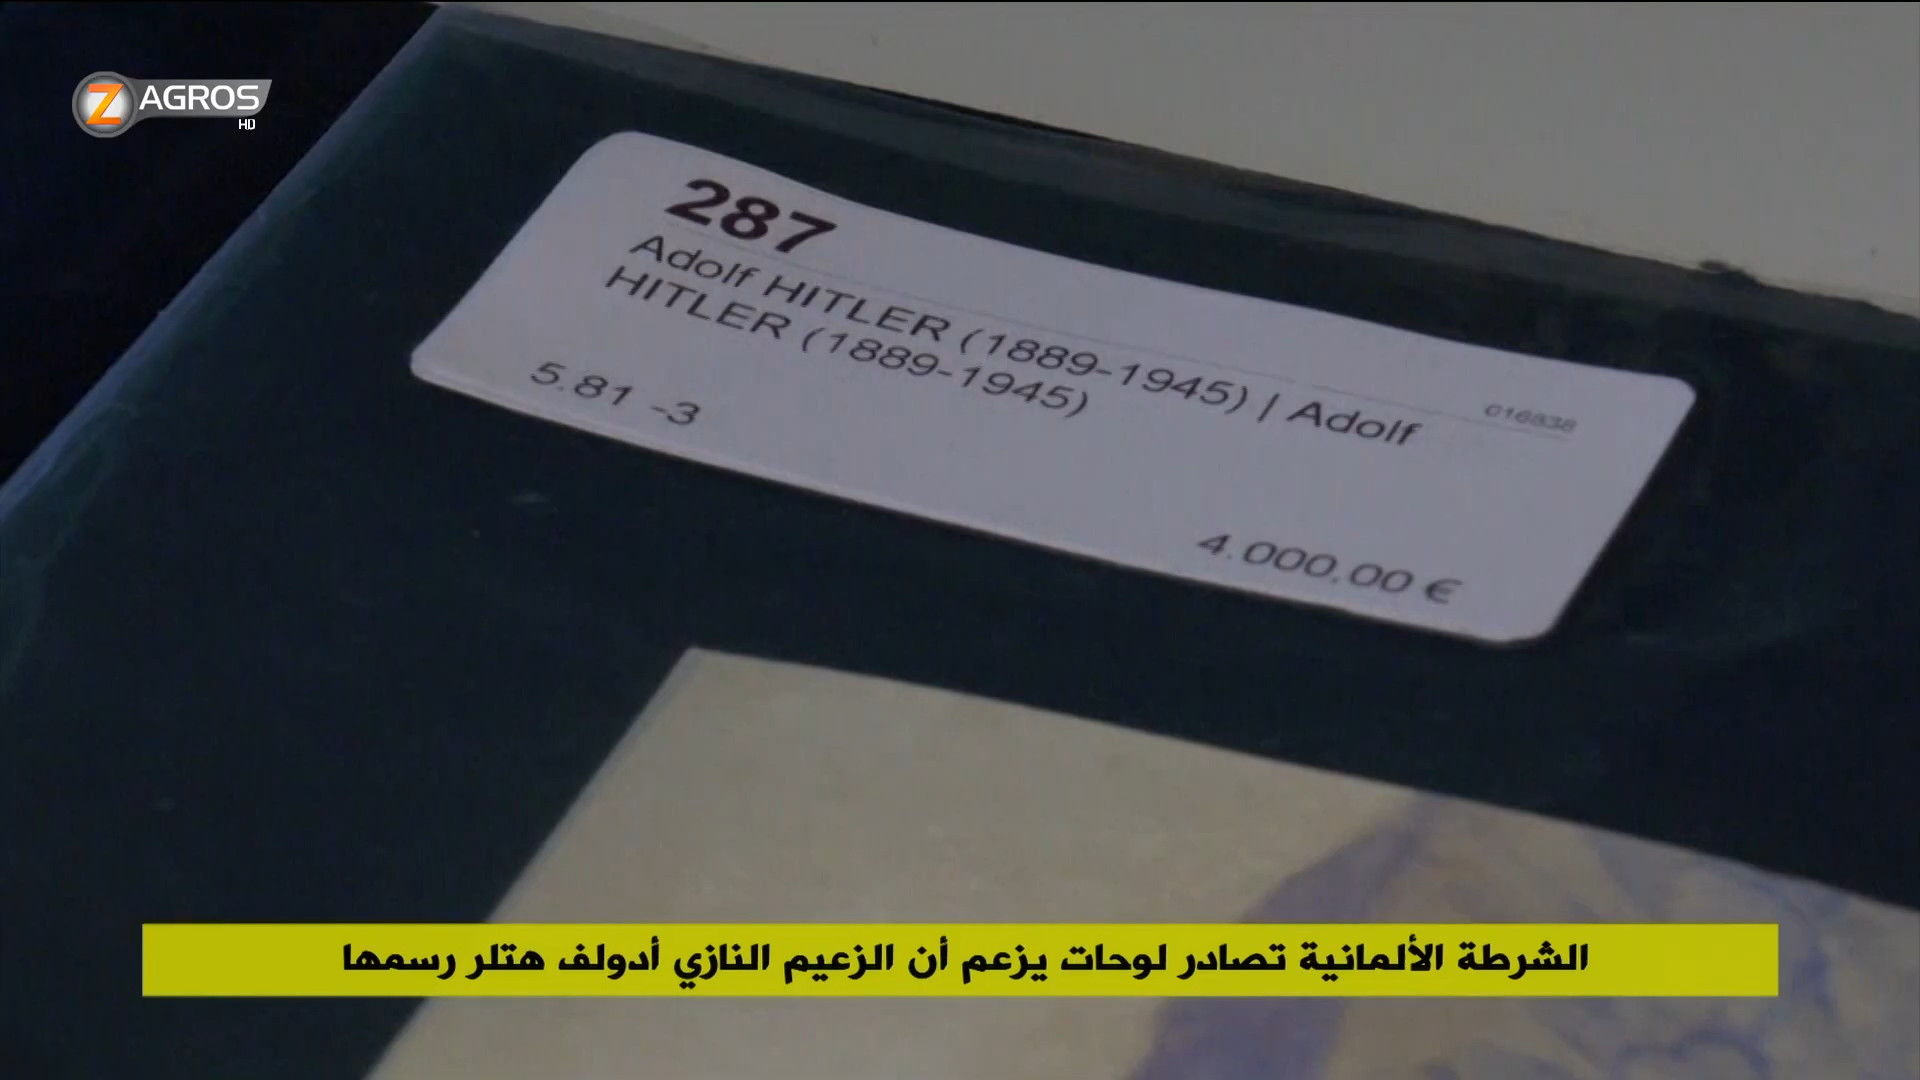 Z AGROS
HD
287
Adolf HITLER (1889-1945) | Adolf
HITLER (1889-1945)
016838
5.81 -3
4.000,00 €
الشرطة الألمانية تصادر لوحات يزعم أن الزعيم النازي أدولف هتلر رسمها